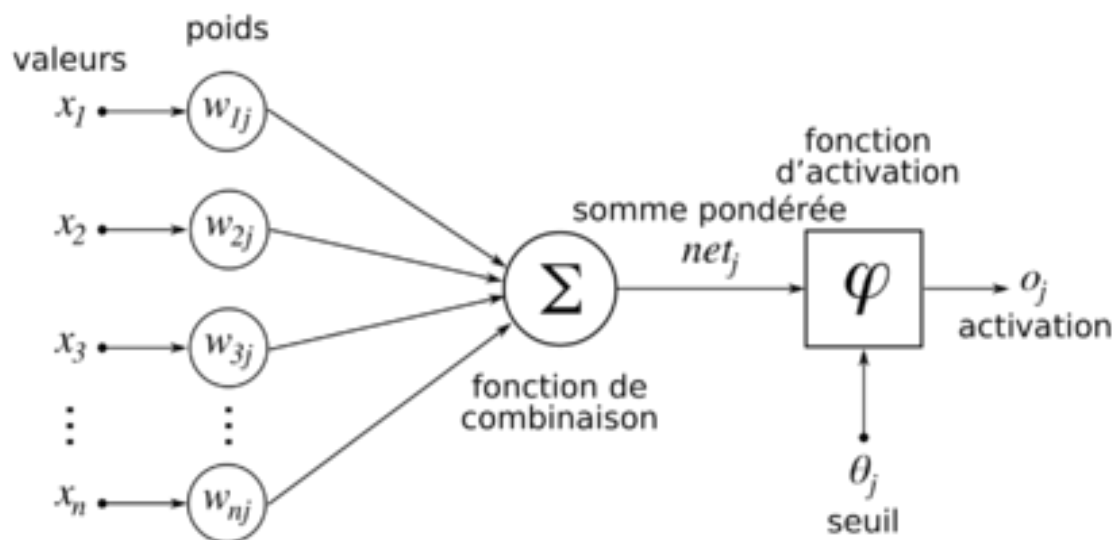 poids
valeurs
x1 w1j
x2 w2j
x3 w3j
⋮ ⋮
xn wnj
Σ
fonction de
combinaison
somme pondérée
netj
fonction
d'activation
φ
oj
activation
θj
seuil